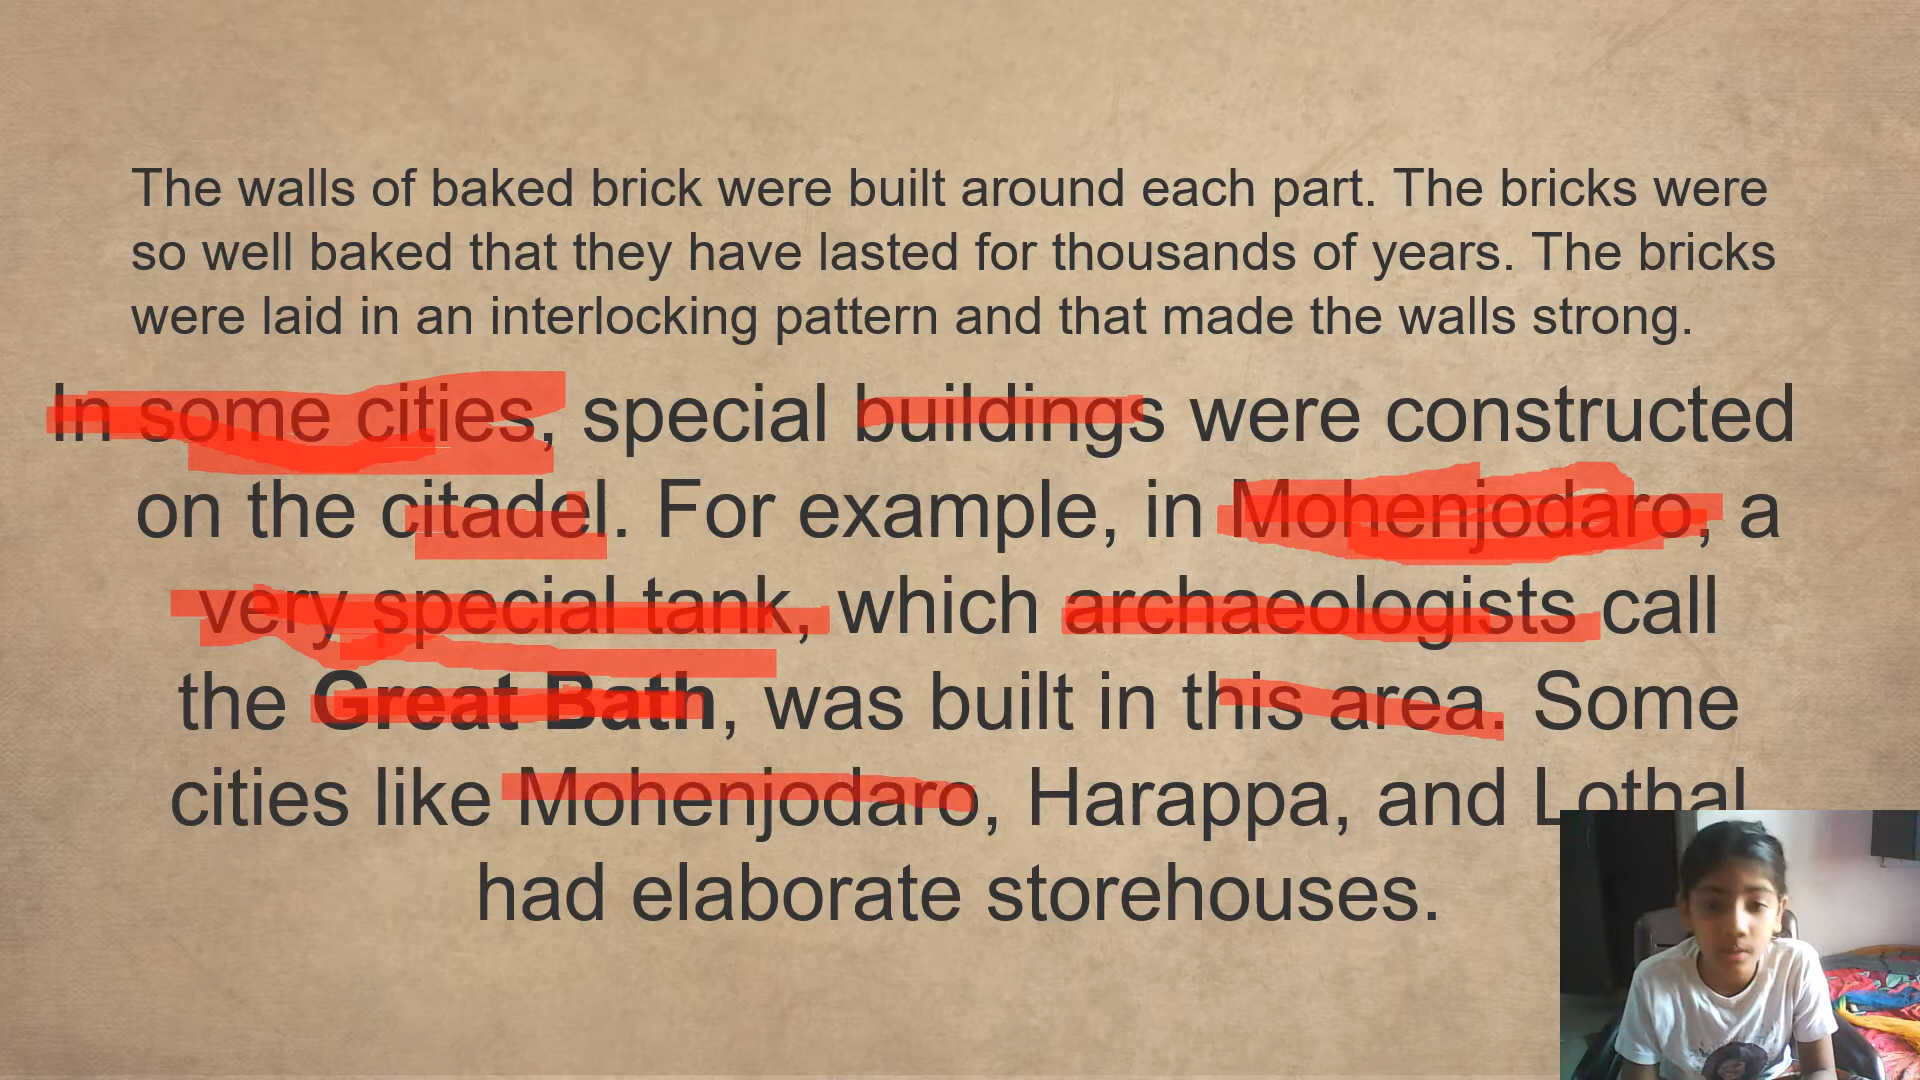 The walls of baked brick were built around each part. The bricks were
so well baked that they have lasted for thousands of years. The bricks
were laid in an interlocking pattern and that made the walls strong.
In some cities, special buildings were constructed
on the citadel. For example, in Mohenjodaro, a
very special tank, which archaeologists call
the Great Bath, was built in this area. Some
cities like Mohenjodaro, Harappa, and Lothal
had elaborate storehouses.